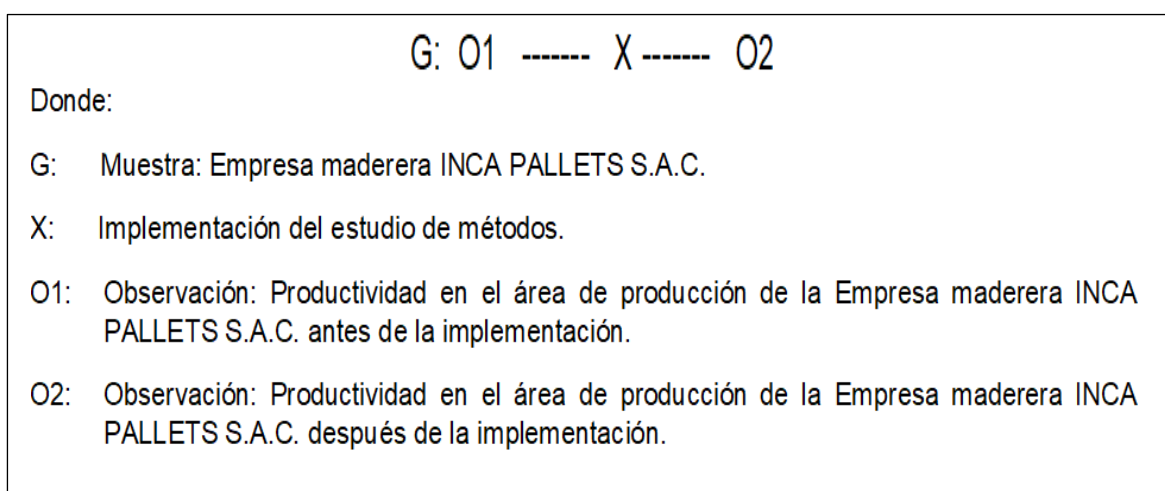 G: O1 ------- X ------- O2
Donde:
G: Muestra: Empresa maderera INCA PALLETS S.A.C.
X: Implementación del estudio de métodos.
O1: Observación: Productividad en el área de producción de la Empresa maderera INCA
PALLETS S.A.C. antes de la implementación.
O2: Observación: Productividad en el área de producción de la Empresa maderera INCA
PALLETS S.A.C. después de la implementación.